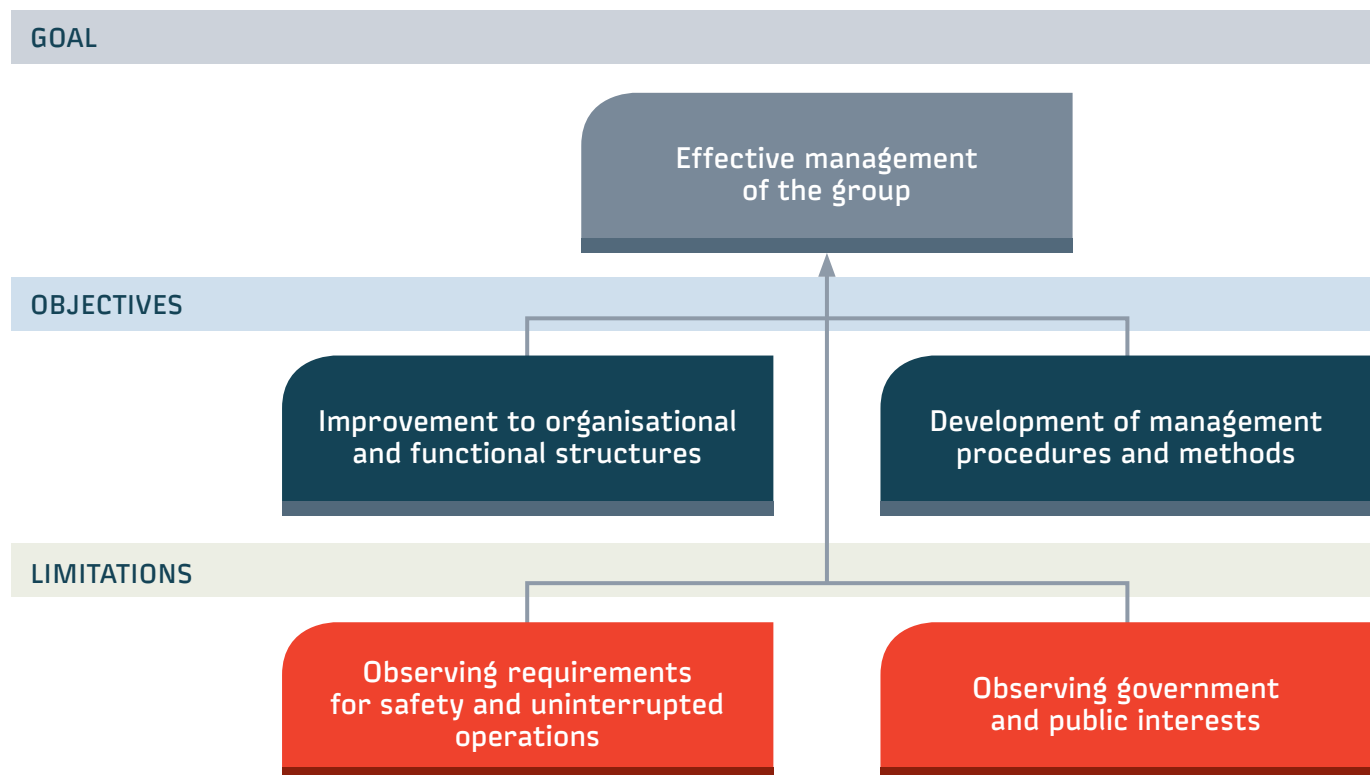 GOAL
Effective management
of the group
OBJECTIVES
Improvement to organisational
and functional structures
Development of management
procedures and methods
LIMITATIONS
Observing requirements
for safety and uninterrupted
operations
Observing government
and public interests